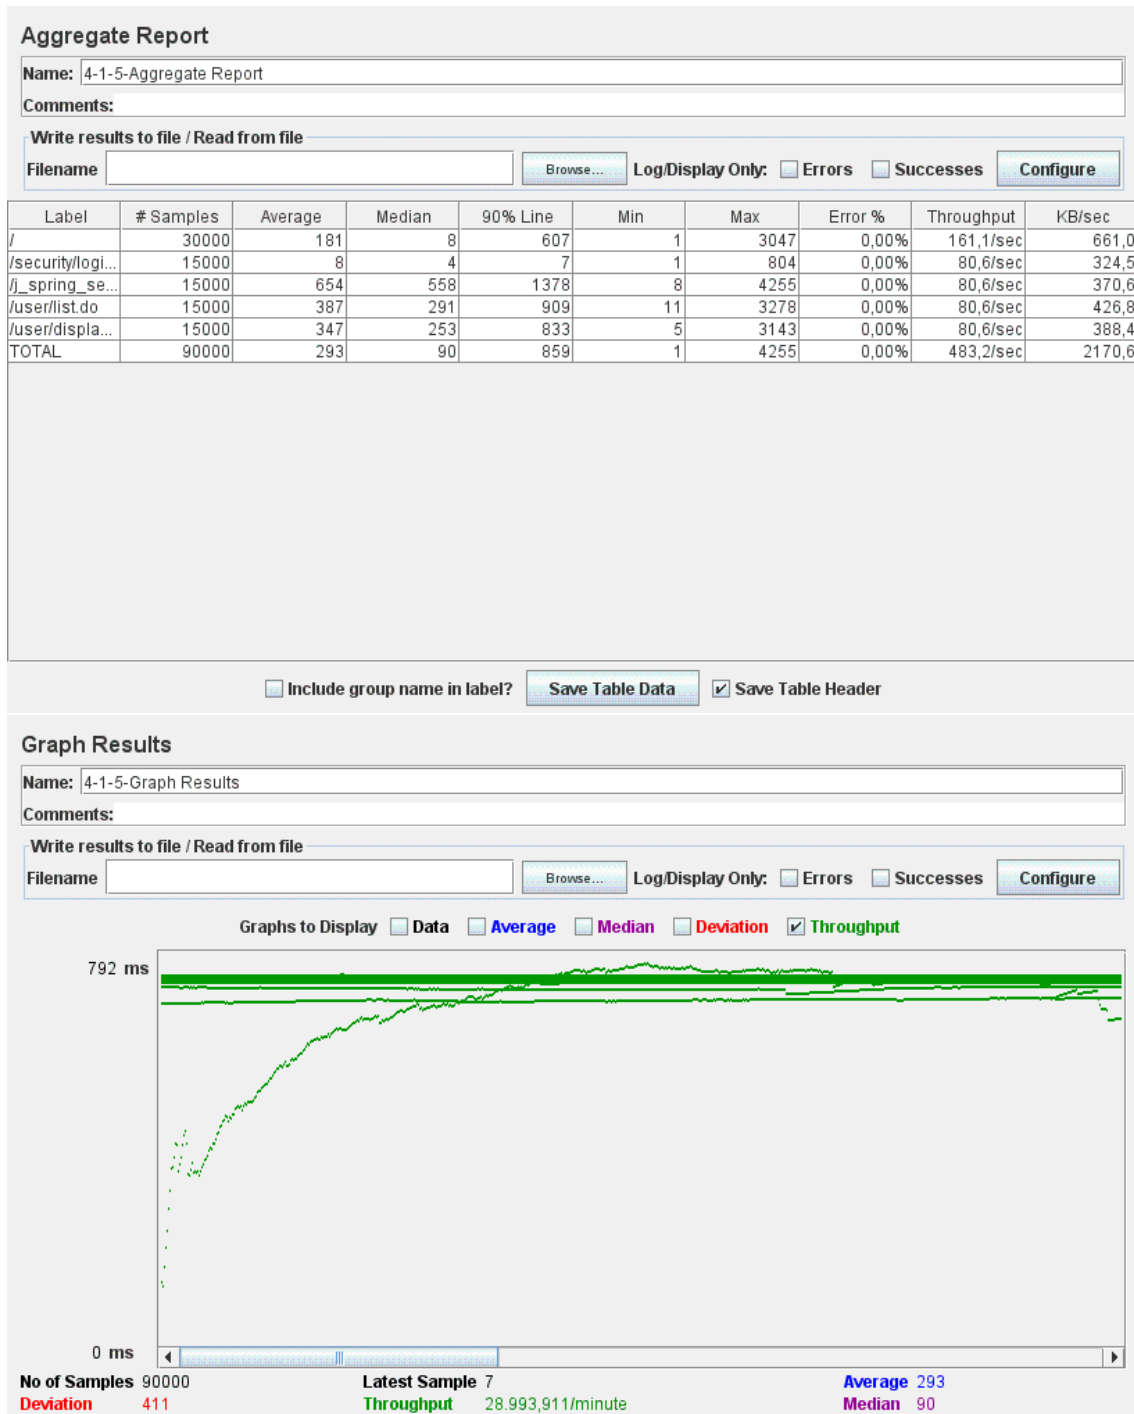 Aggregate Report
Name: 4-1-5-Aggregate Report
Comments:
Write results to file / Read from file
Filename Browse... Log/Display Only: Errors Successes Configure
Label # Samples Average Median 90% Line Min Max Error % Throughput KB/sec
/ 30000 181 8 607 1 3047 0,00% 161,1/sec 661,0
/security/logi... 15000 8 4 7 1 804 0,00% 80,6/sec 324,5
/j_spring_se... 15000 654 558 1378 8 4255 0,00% 80,6/sec 370,6
/user/list.do 15000 387 291 909 11 3278 0,00% 80,6/sec 426,8
/user/displa... 15000 347 253 833 5 3143 0,00% 80,6/sec 388,4
TOTAL 90000 293 90 859 1 4255 0,00% 483,2/sec 2170,6
Include group name in label? Save Table Data Save Table Header
Graph Results
Name: 4-1-5-Graph Results
Comments:
Write results to file / Read from file
Filename Browse... Log/Display Only: Errors Successes Configure
Graphs to Display Data Average Median Deviation Throughput
792 ms
0 ms
No of Samples 90000 Latest Sample 7 Average 293
Deviation 411 Throughput 28.993,911/minute Median 90